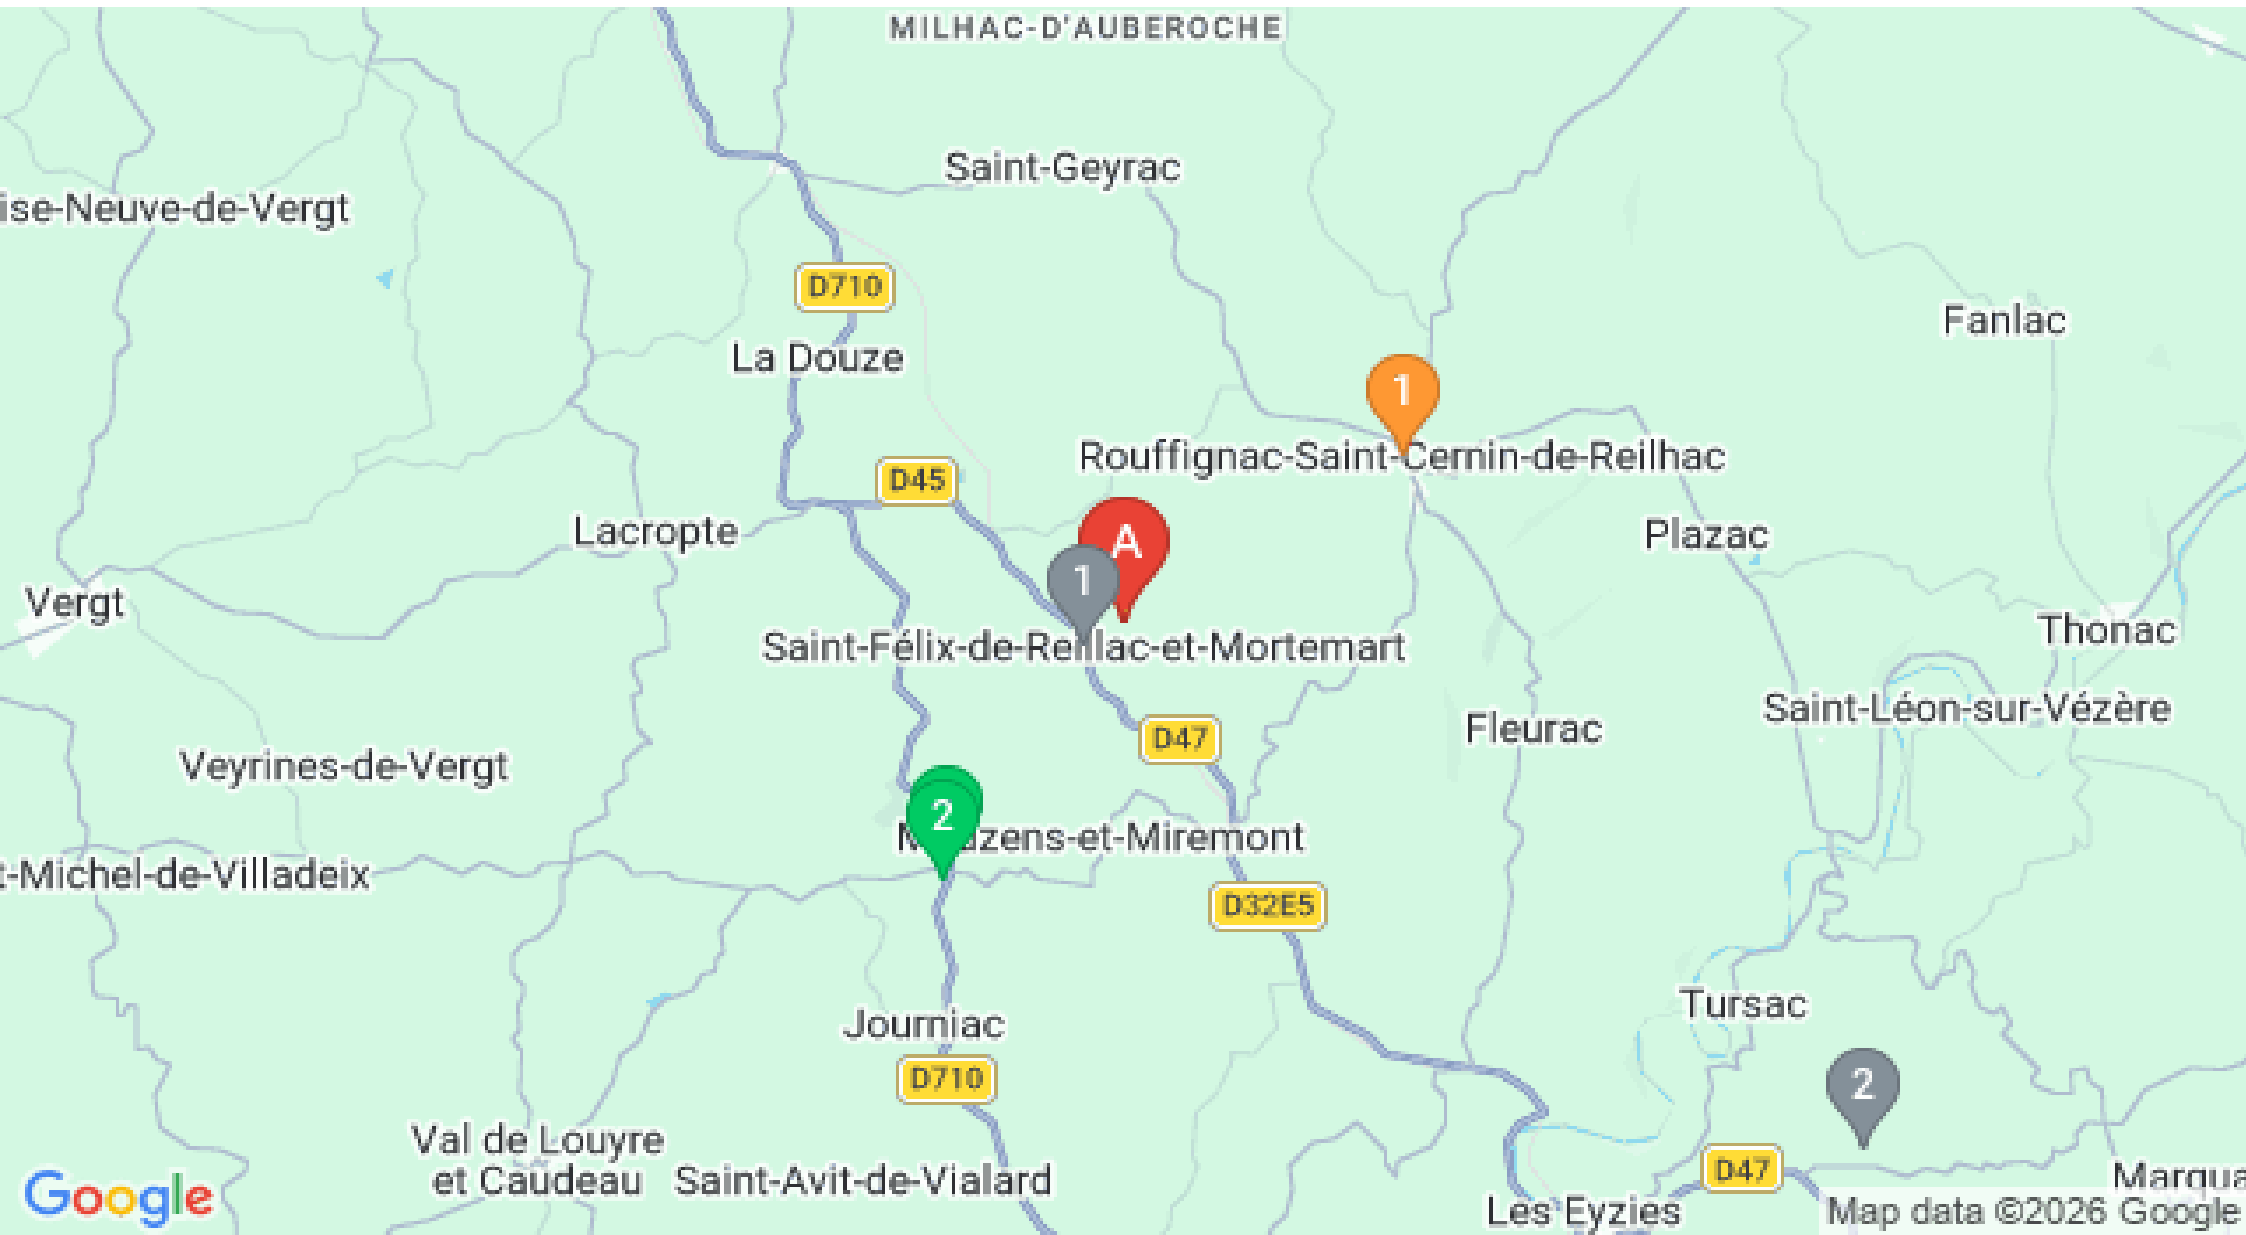 MILHAC-D'AUBEROCHE
Saint-Geyrac
ise-Neuve-de-Vergt
D710
Fanlac
La Douze
1
Rouffignac-Saint-Cernin-de-Reilhac
D45
Lacropte
A
Plazac
1
Vergt
Thonac
Saint-Félix-de-Reillac-et-Mortemart
Saint-Léon-sur-Vézère
Fleurac
D47
Veyrines-de-Vergt
2
zens-et-Miremont
t-Michel-de-Villadeix
D32E5
Tursac
Journiac
D710
2
Val de Louyre
et Caudeau
Saint-Avit-de-Vialard
D47
Marqua
Google
Les Eyzies
Map data ©2026 Google